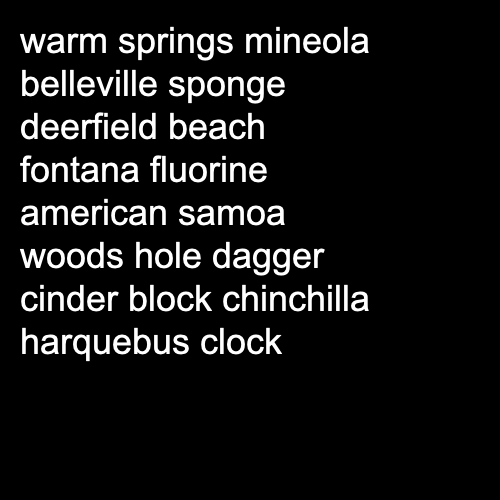 warm springs mineola
belleville sponge
deerfield beach
fontana fluorine
american samoa
woods hole dagger
cinder block chinchilla
harquebus clock